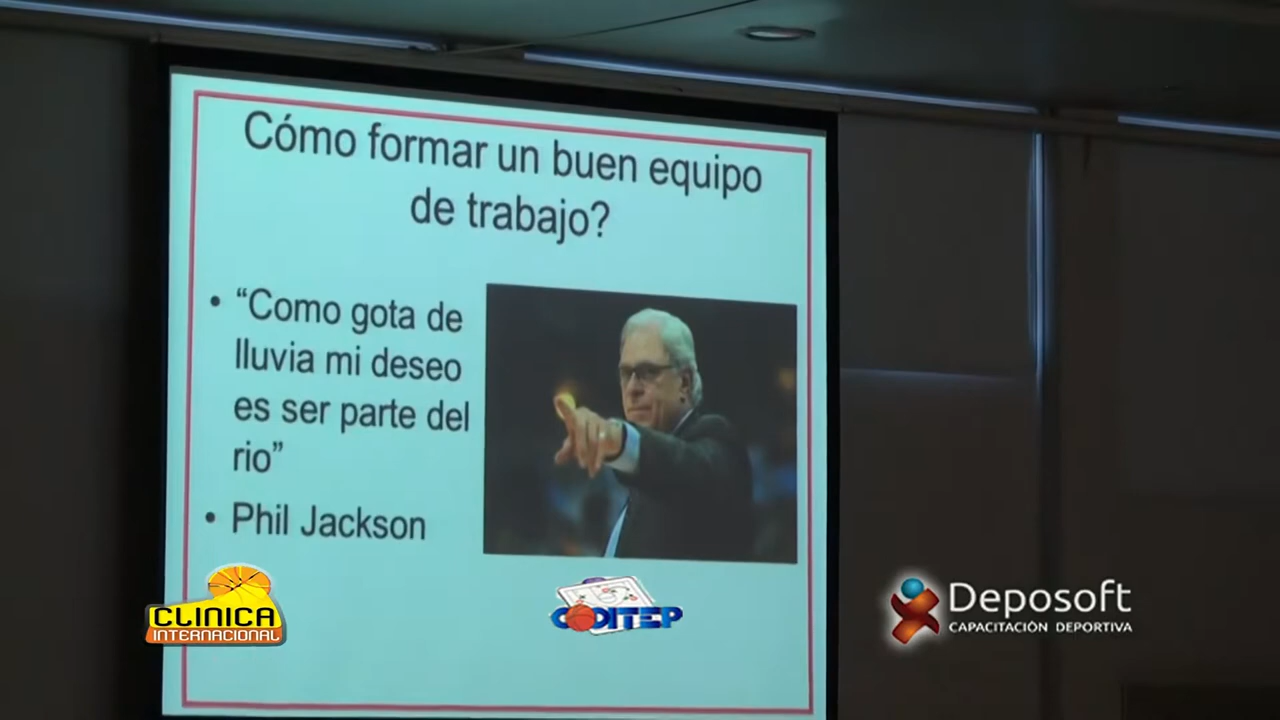 Cómo formar un buen equipo
de trabajo?
• “Como gota de
lluvia mi deseo
es ser parte del
rio”
• Phil Jackson
CLINICA
INTERNACIONAL
CODITEP
Deposoft
CAPACITACIÓN DEPORTIVA